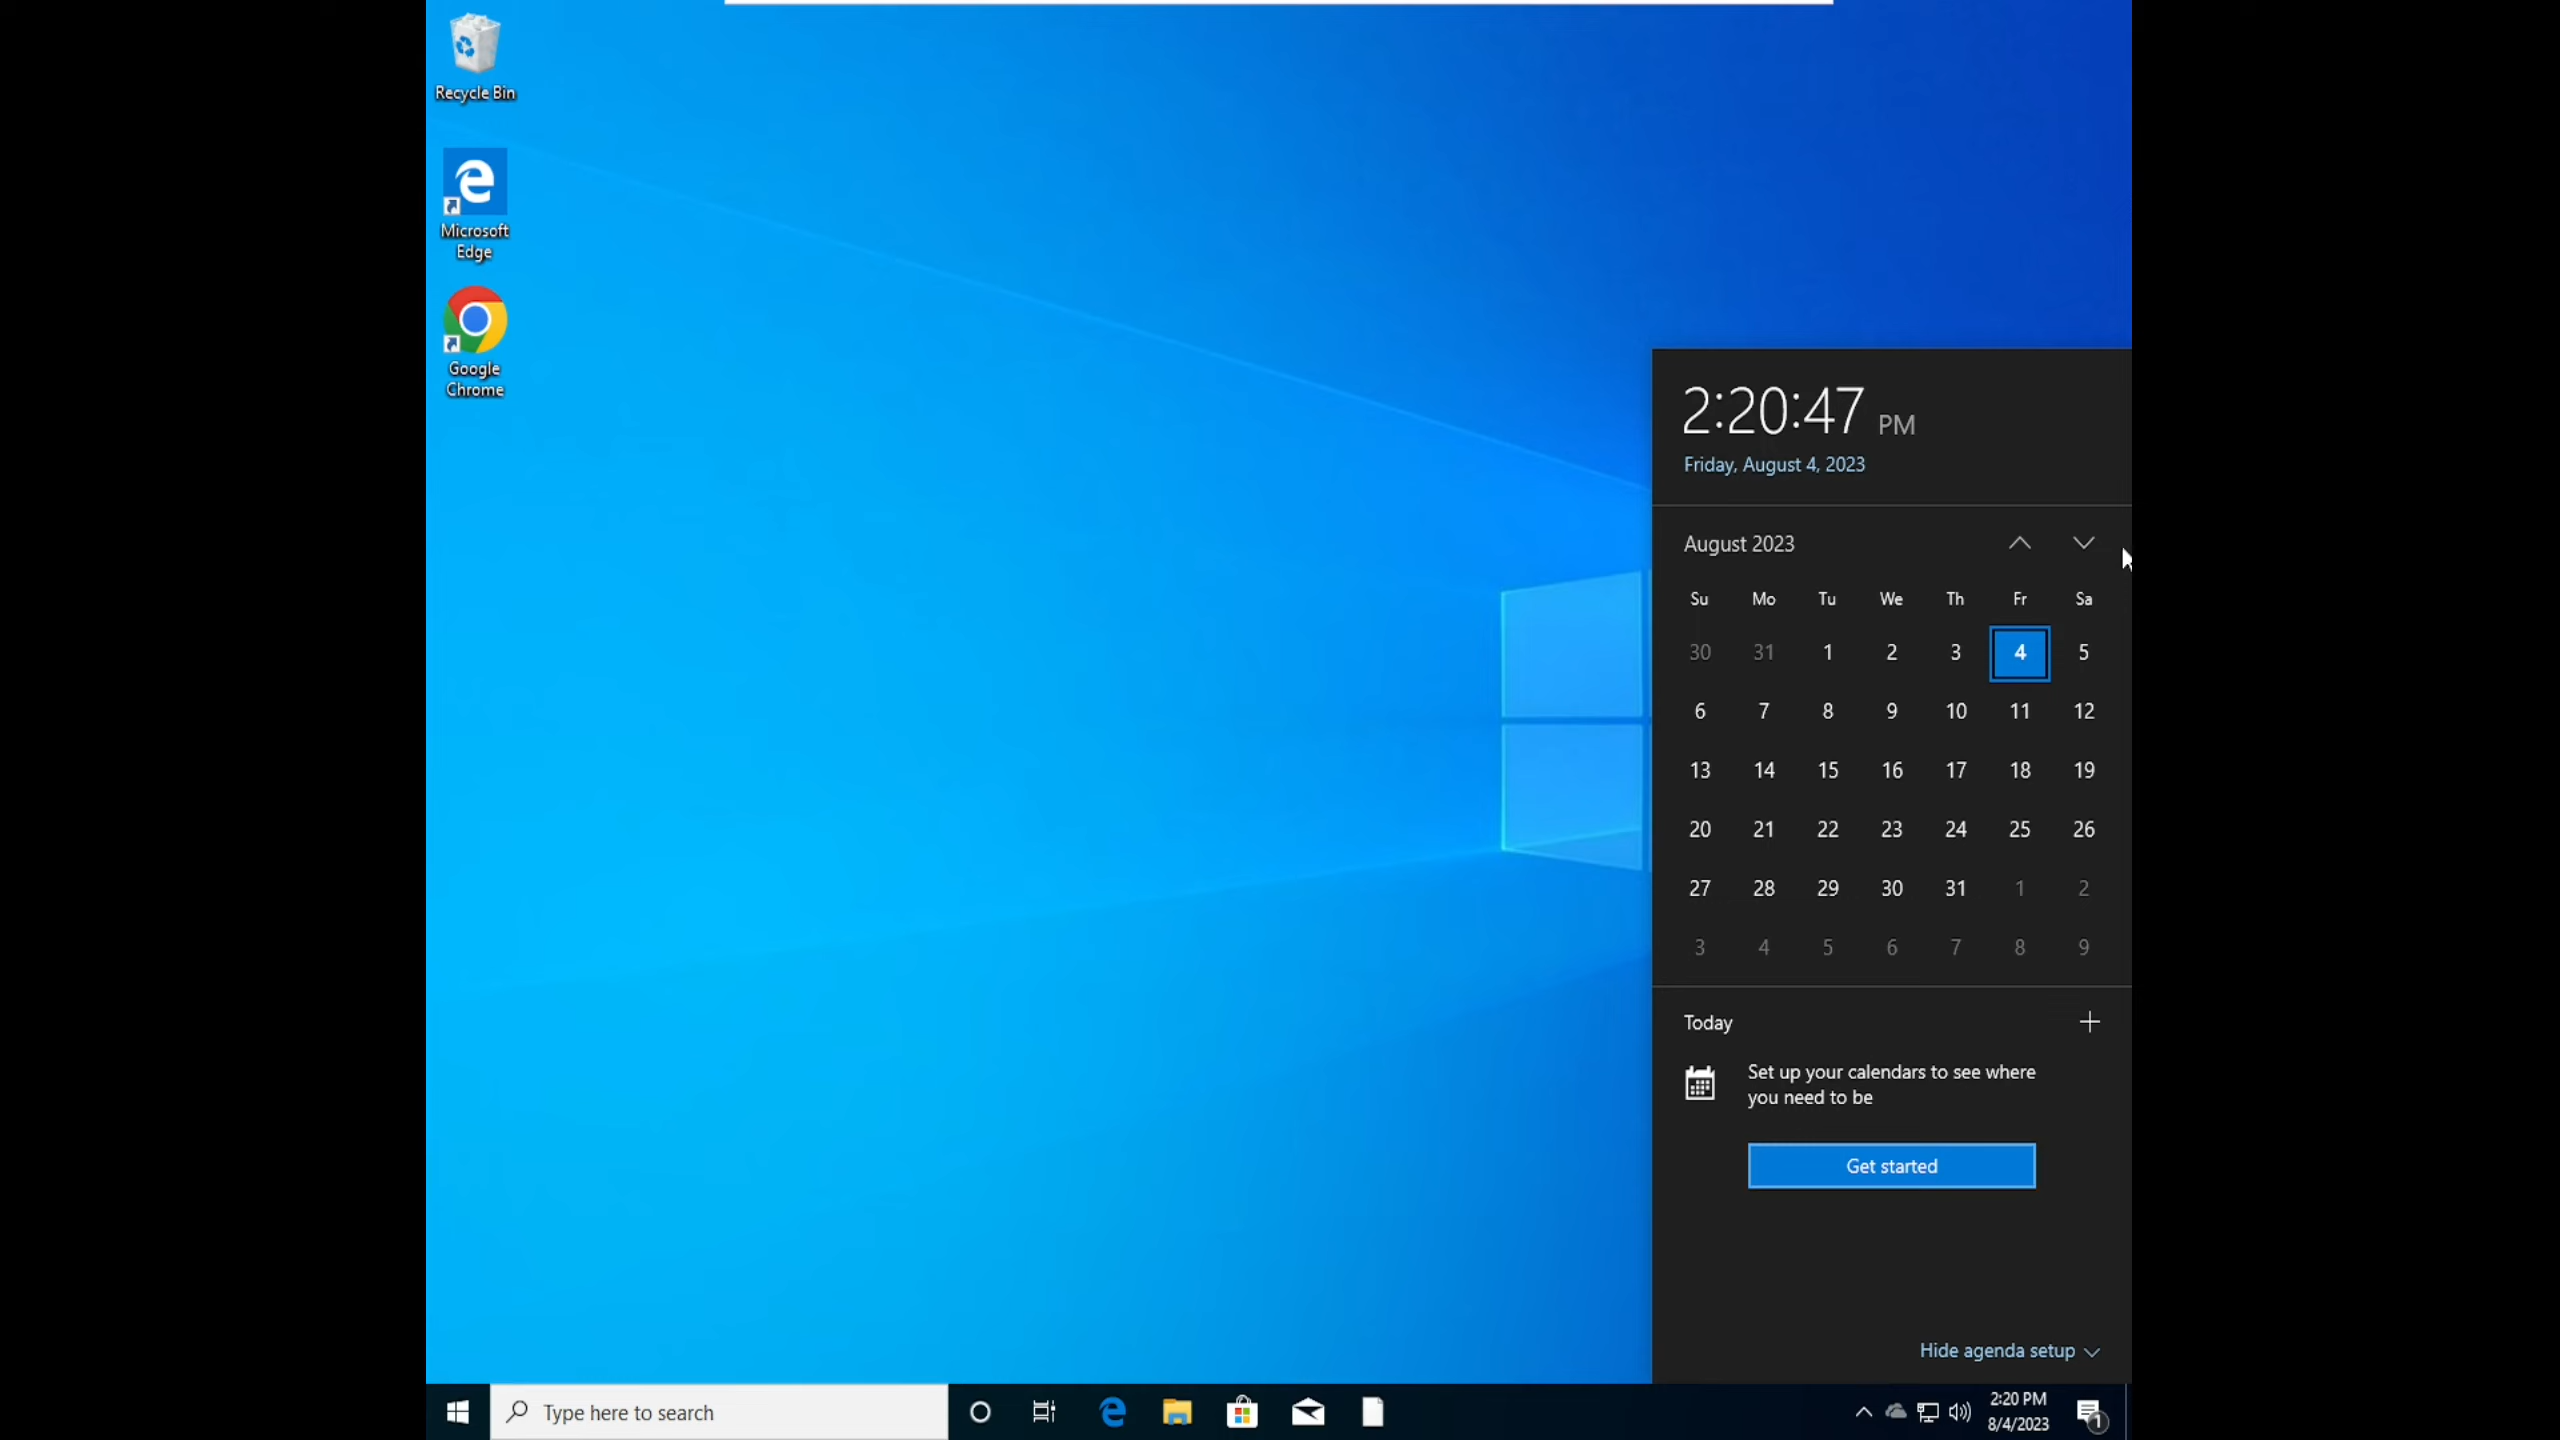 Recycle Bin
Microsoft
Edge
Google
Chrome
2:20:47 PM
Friday, August 4, 2023
August 2023
Su Mo Tu We Th Fr Sa
30 31 1 2 3 4 5
6 7 8 9 10 11 12
13 14 15 16 17 18 19
20 21 22 23 24 25 26
27 28 29 30 31 1 2
3 4 5 6 7 8 9
Today
Set up your calendars to see where
you need to be
Get started
Hide agenda setup
Type here to search
2:20 PM
8/4/2023
1